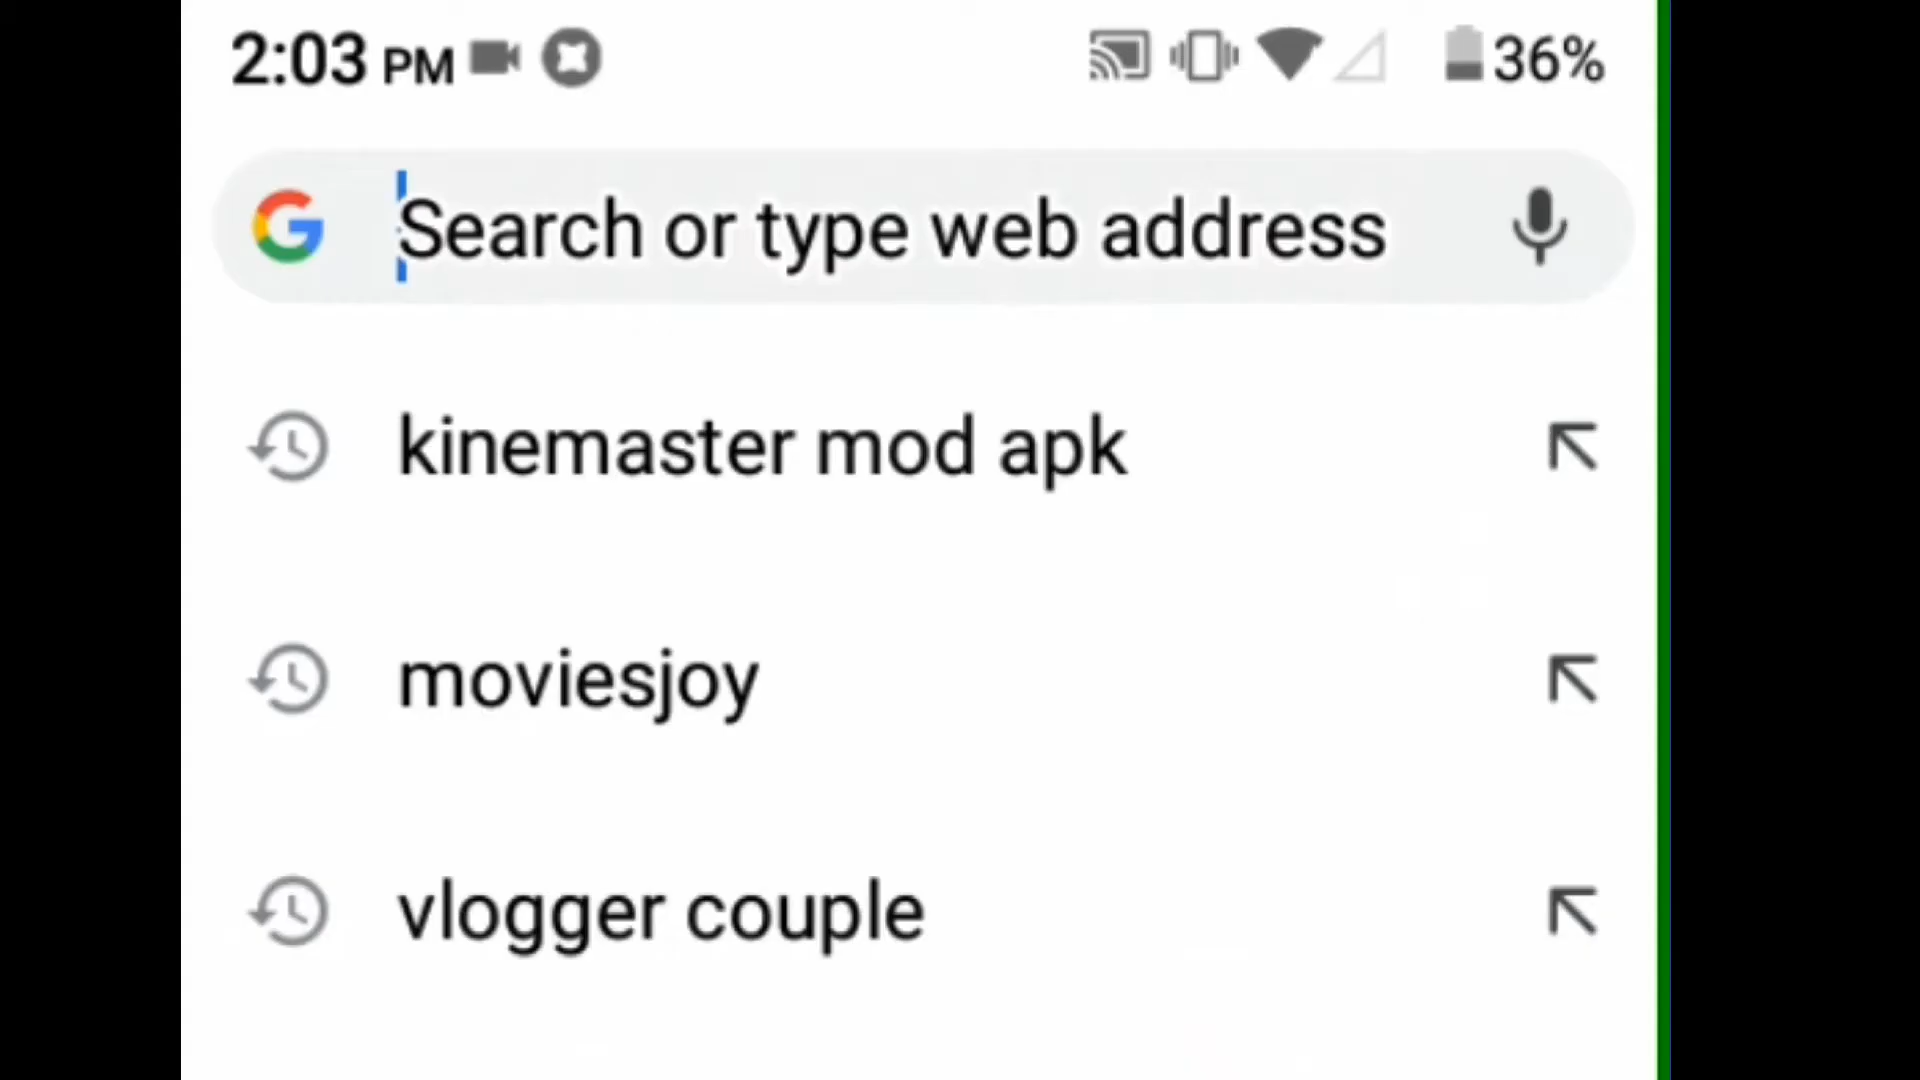 2:03 PM 36%
Search or type web address
kinemaster mod apk
moviesjoy
vlogger couple